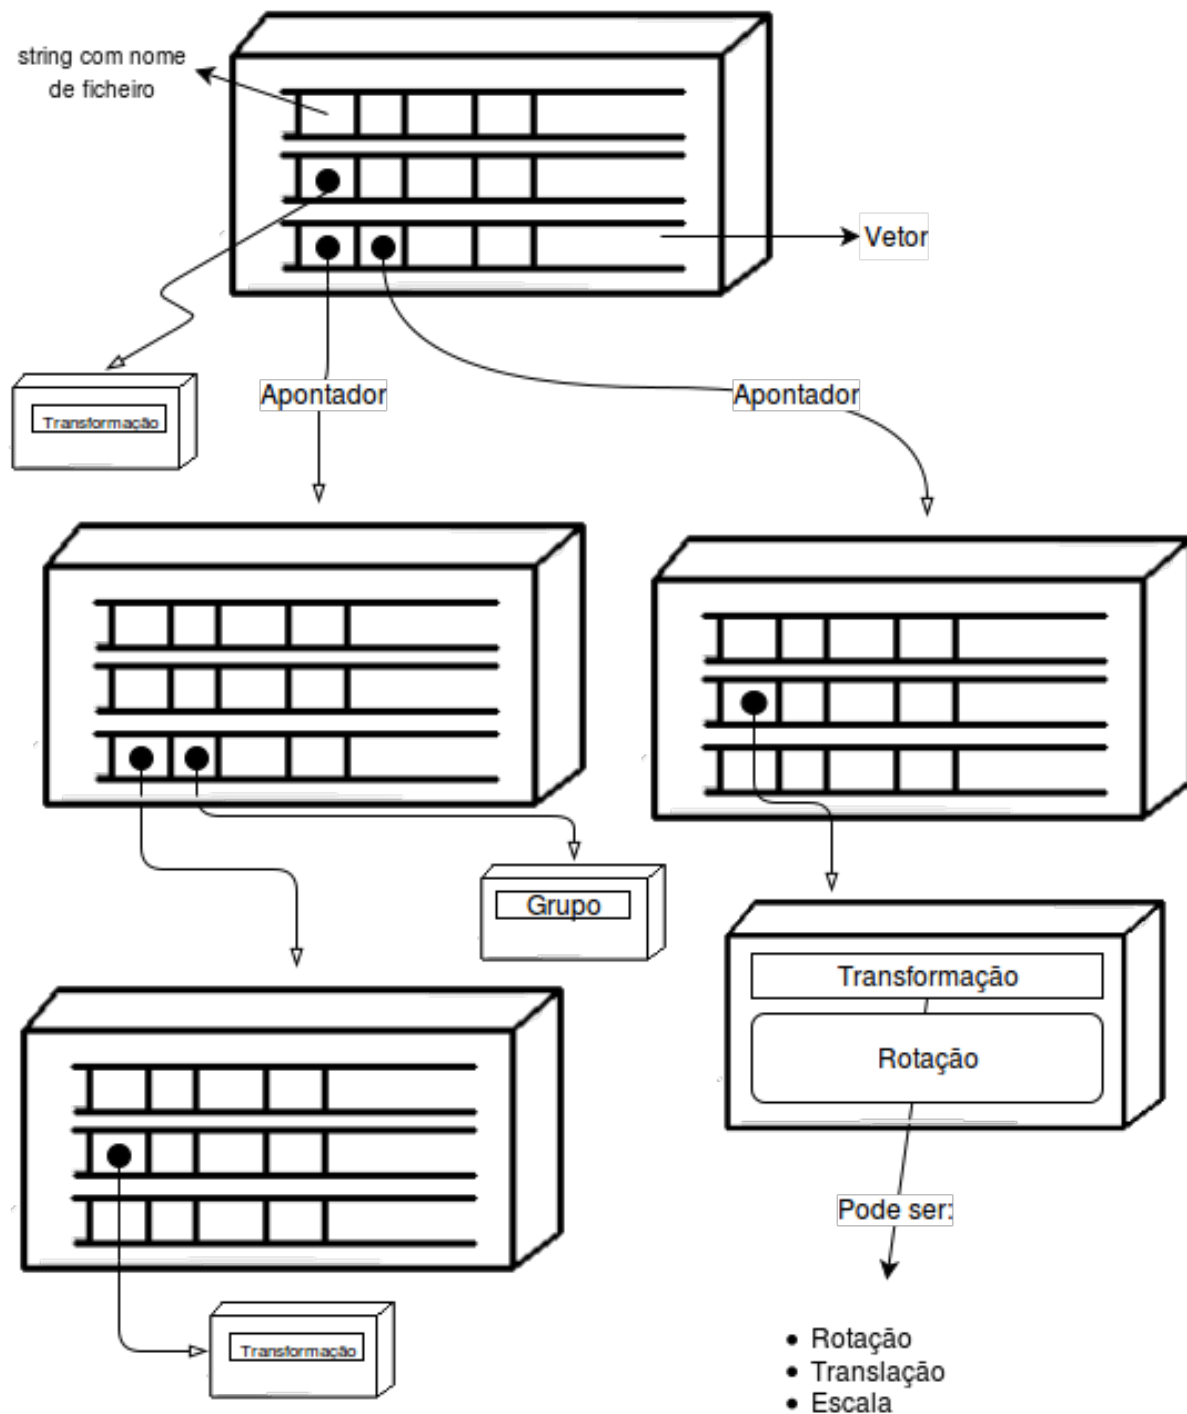 string com nome
de ficheiro
Vetor
Apontador
Apontador
Transformação
Grupo
Transformação
Rotação
Pode ser:
Transformação
• Rotação
• Translação
• Escala